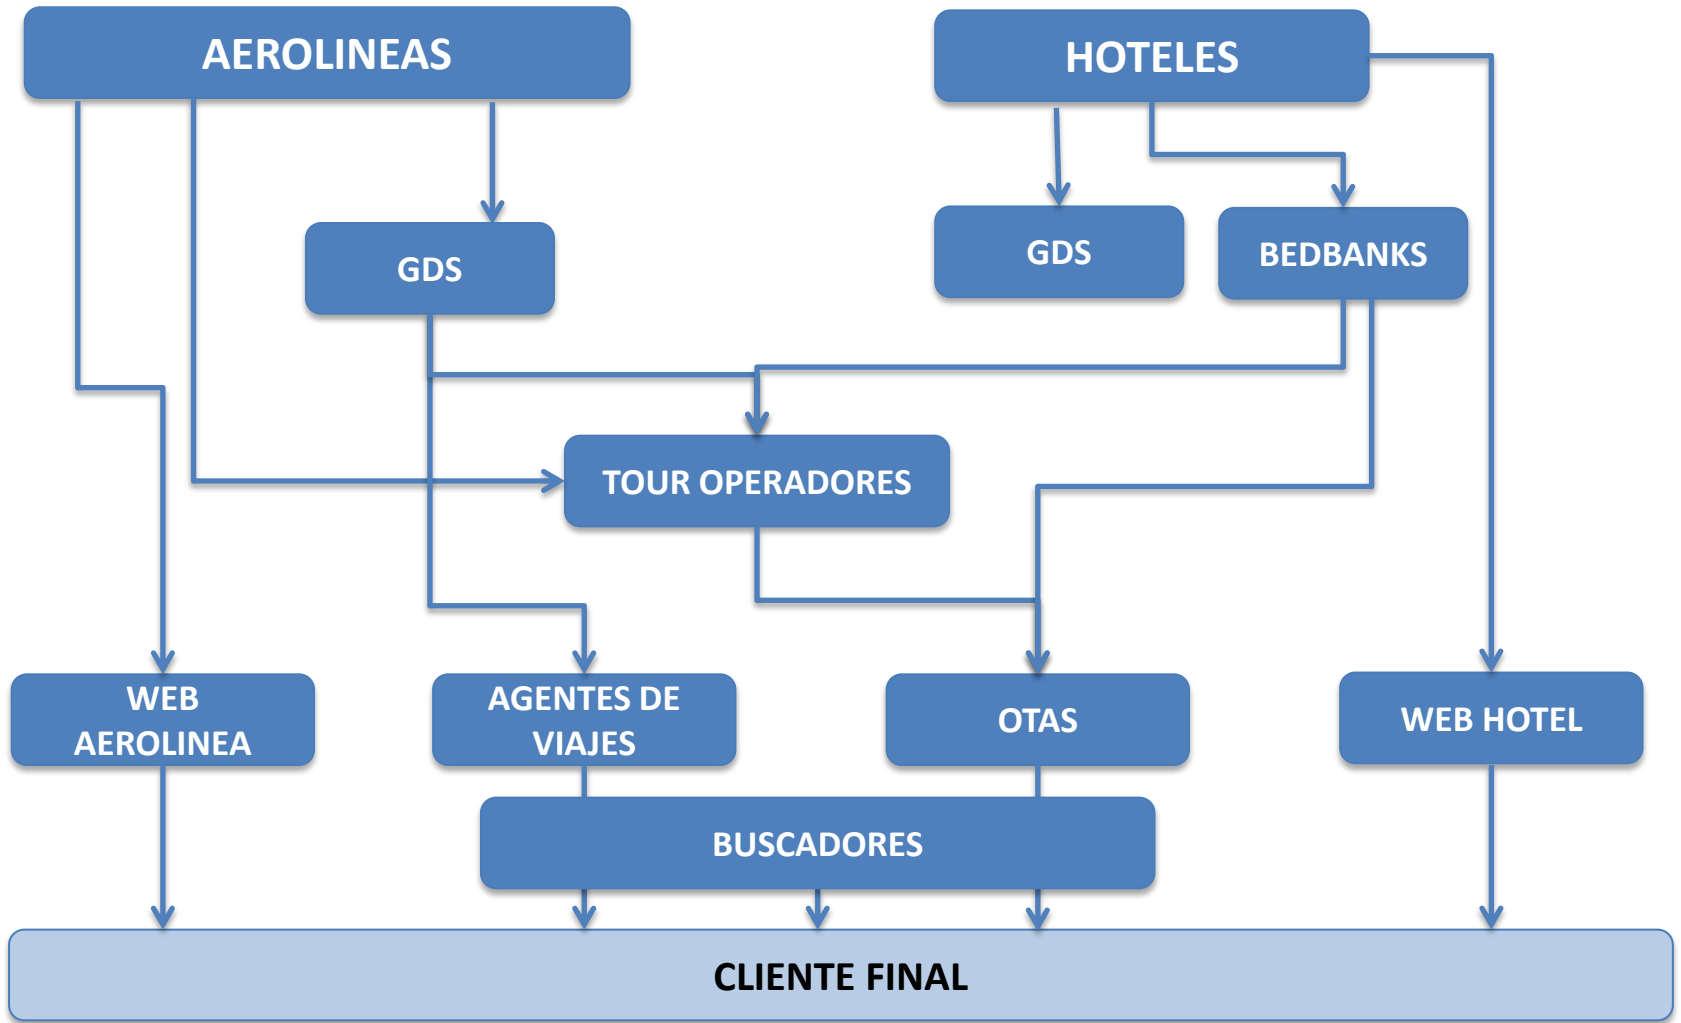 AEROLINEAS
HOTELES
GDS
GDS
BEDBANKS
TOUR OPERADORES
WEB
AEROLINEA
AGENTES DE
VIAJES
OTAS
WEB HOTEL
BUSCADORES
CLIENTE FINAL